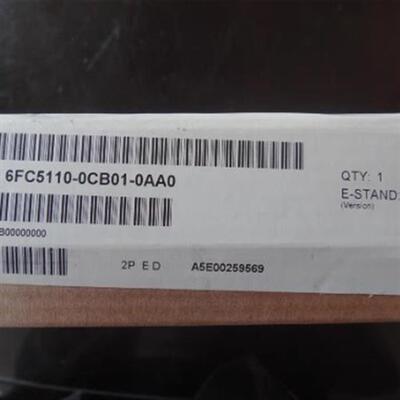 6FC5110-0CB01-0AA0
QTY: 1
E-STAND:
(Version)
B00000000
2P E D A5E00259569